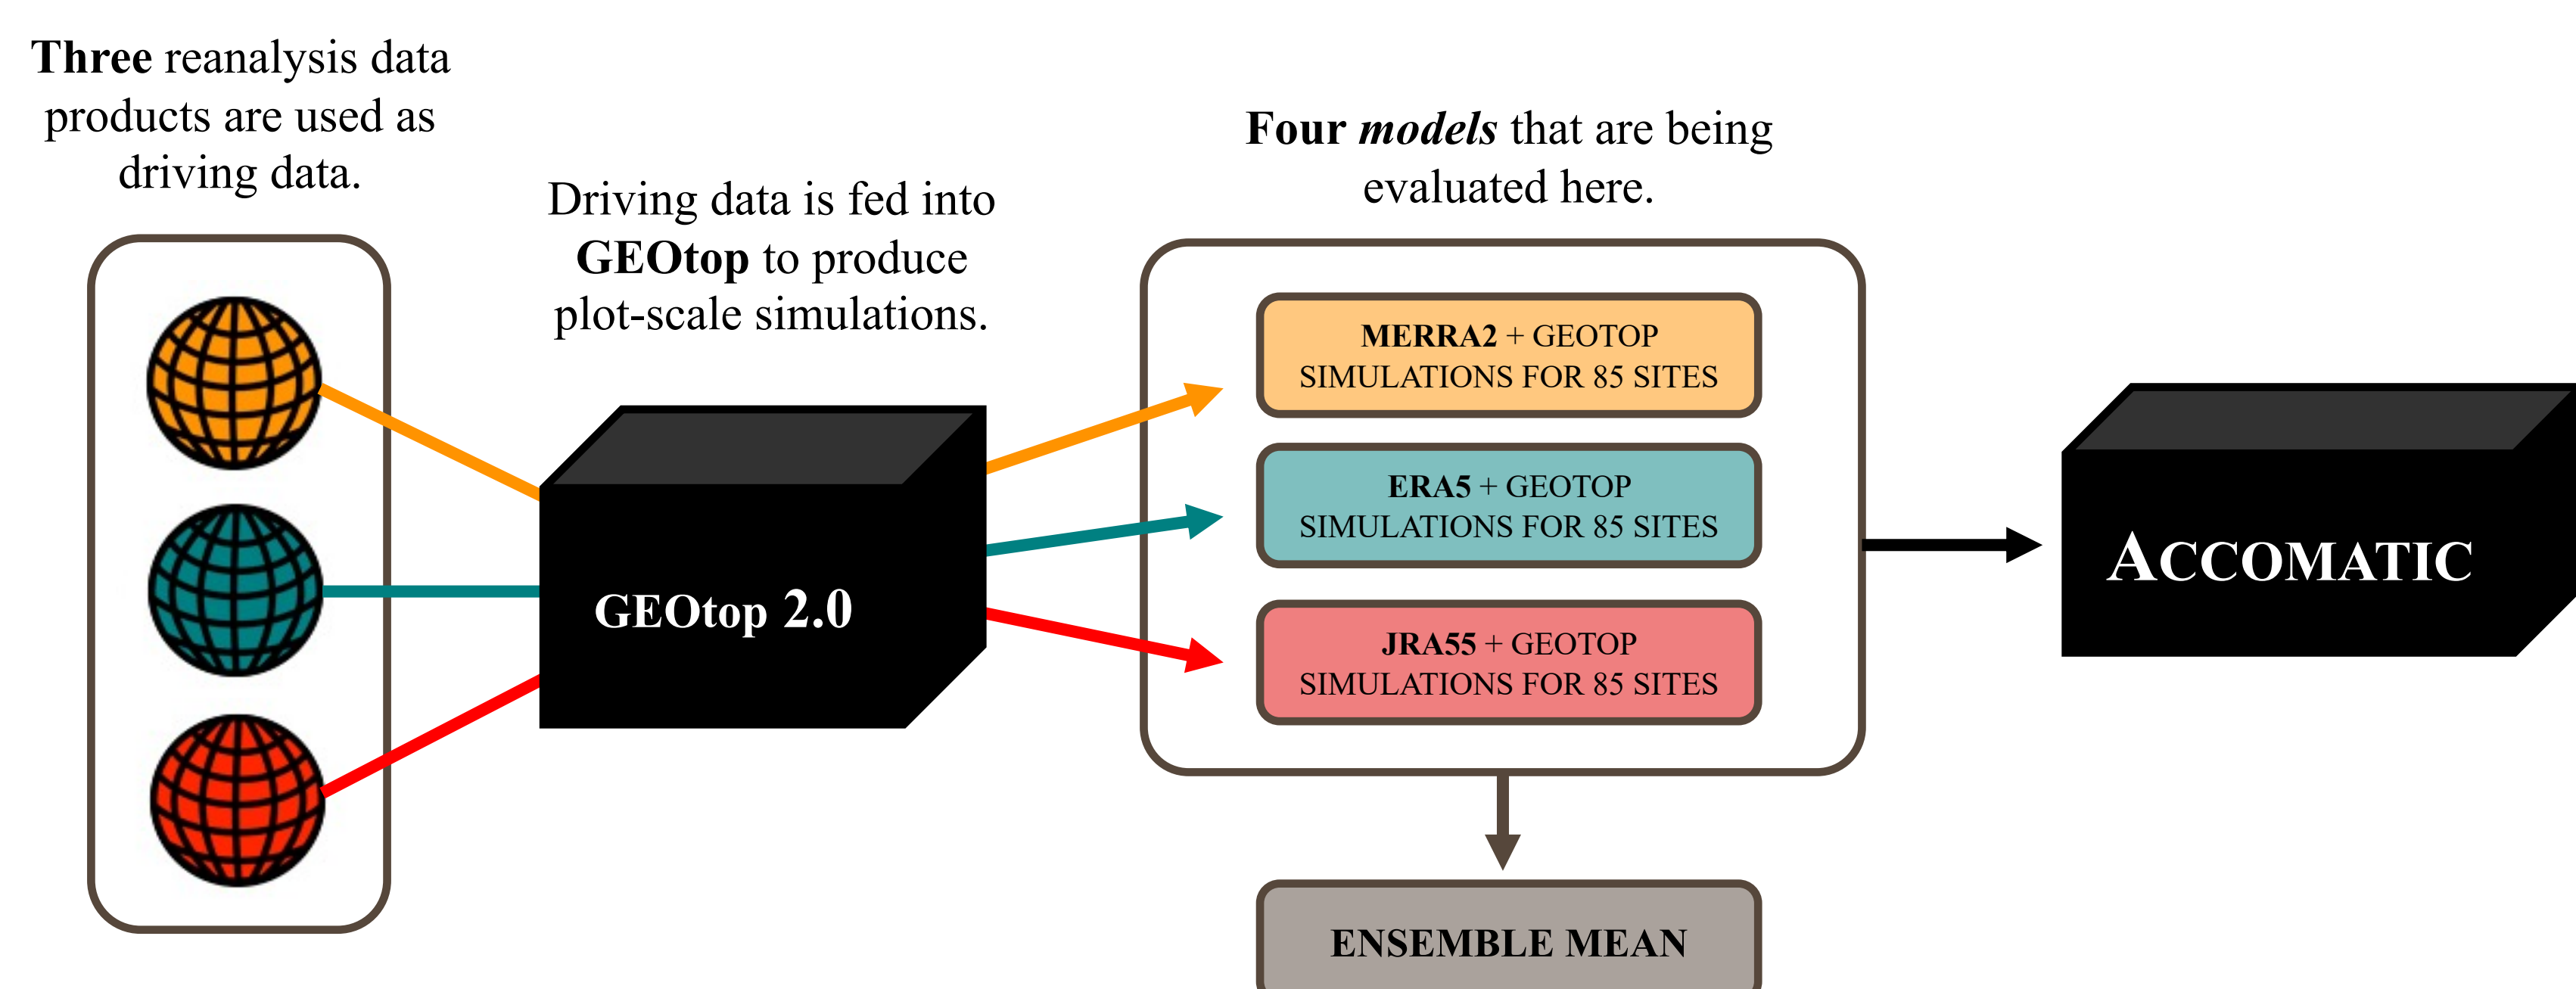 Three reanalysis data
products are used as
driving data.
Driving data is fed into
GEOtop to produce
plot-scale simulations.
Four models that are being
evaluated here.
GEOtop 2.0
MERRA2 + GEOTOP
SIMULATIONS FOR 85 SITES
ERA5 + GEOTOP
SIMULATIONS FOR 85 SITES
JRA55 + GEOTOP
SIMULATIONS FOR 85 SITES
ENSEMBLE MEAN
ACCOMATIC